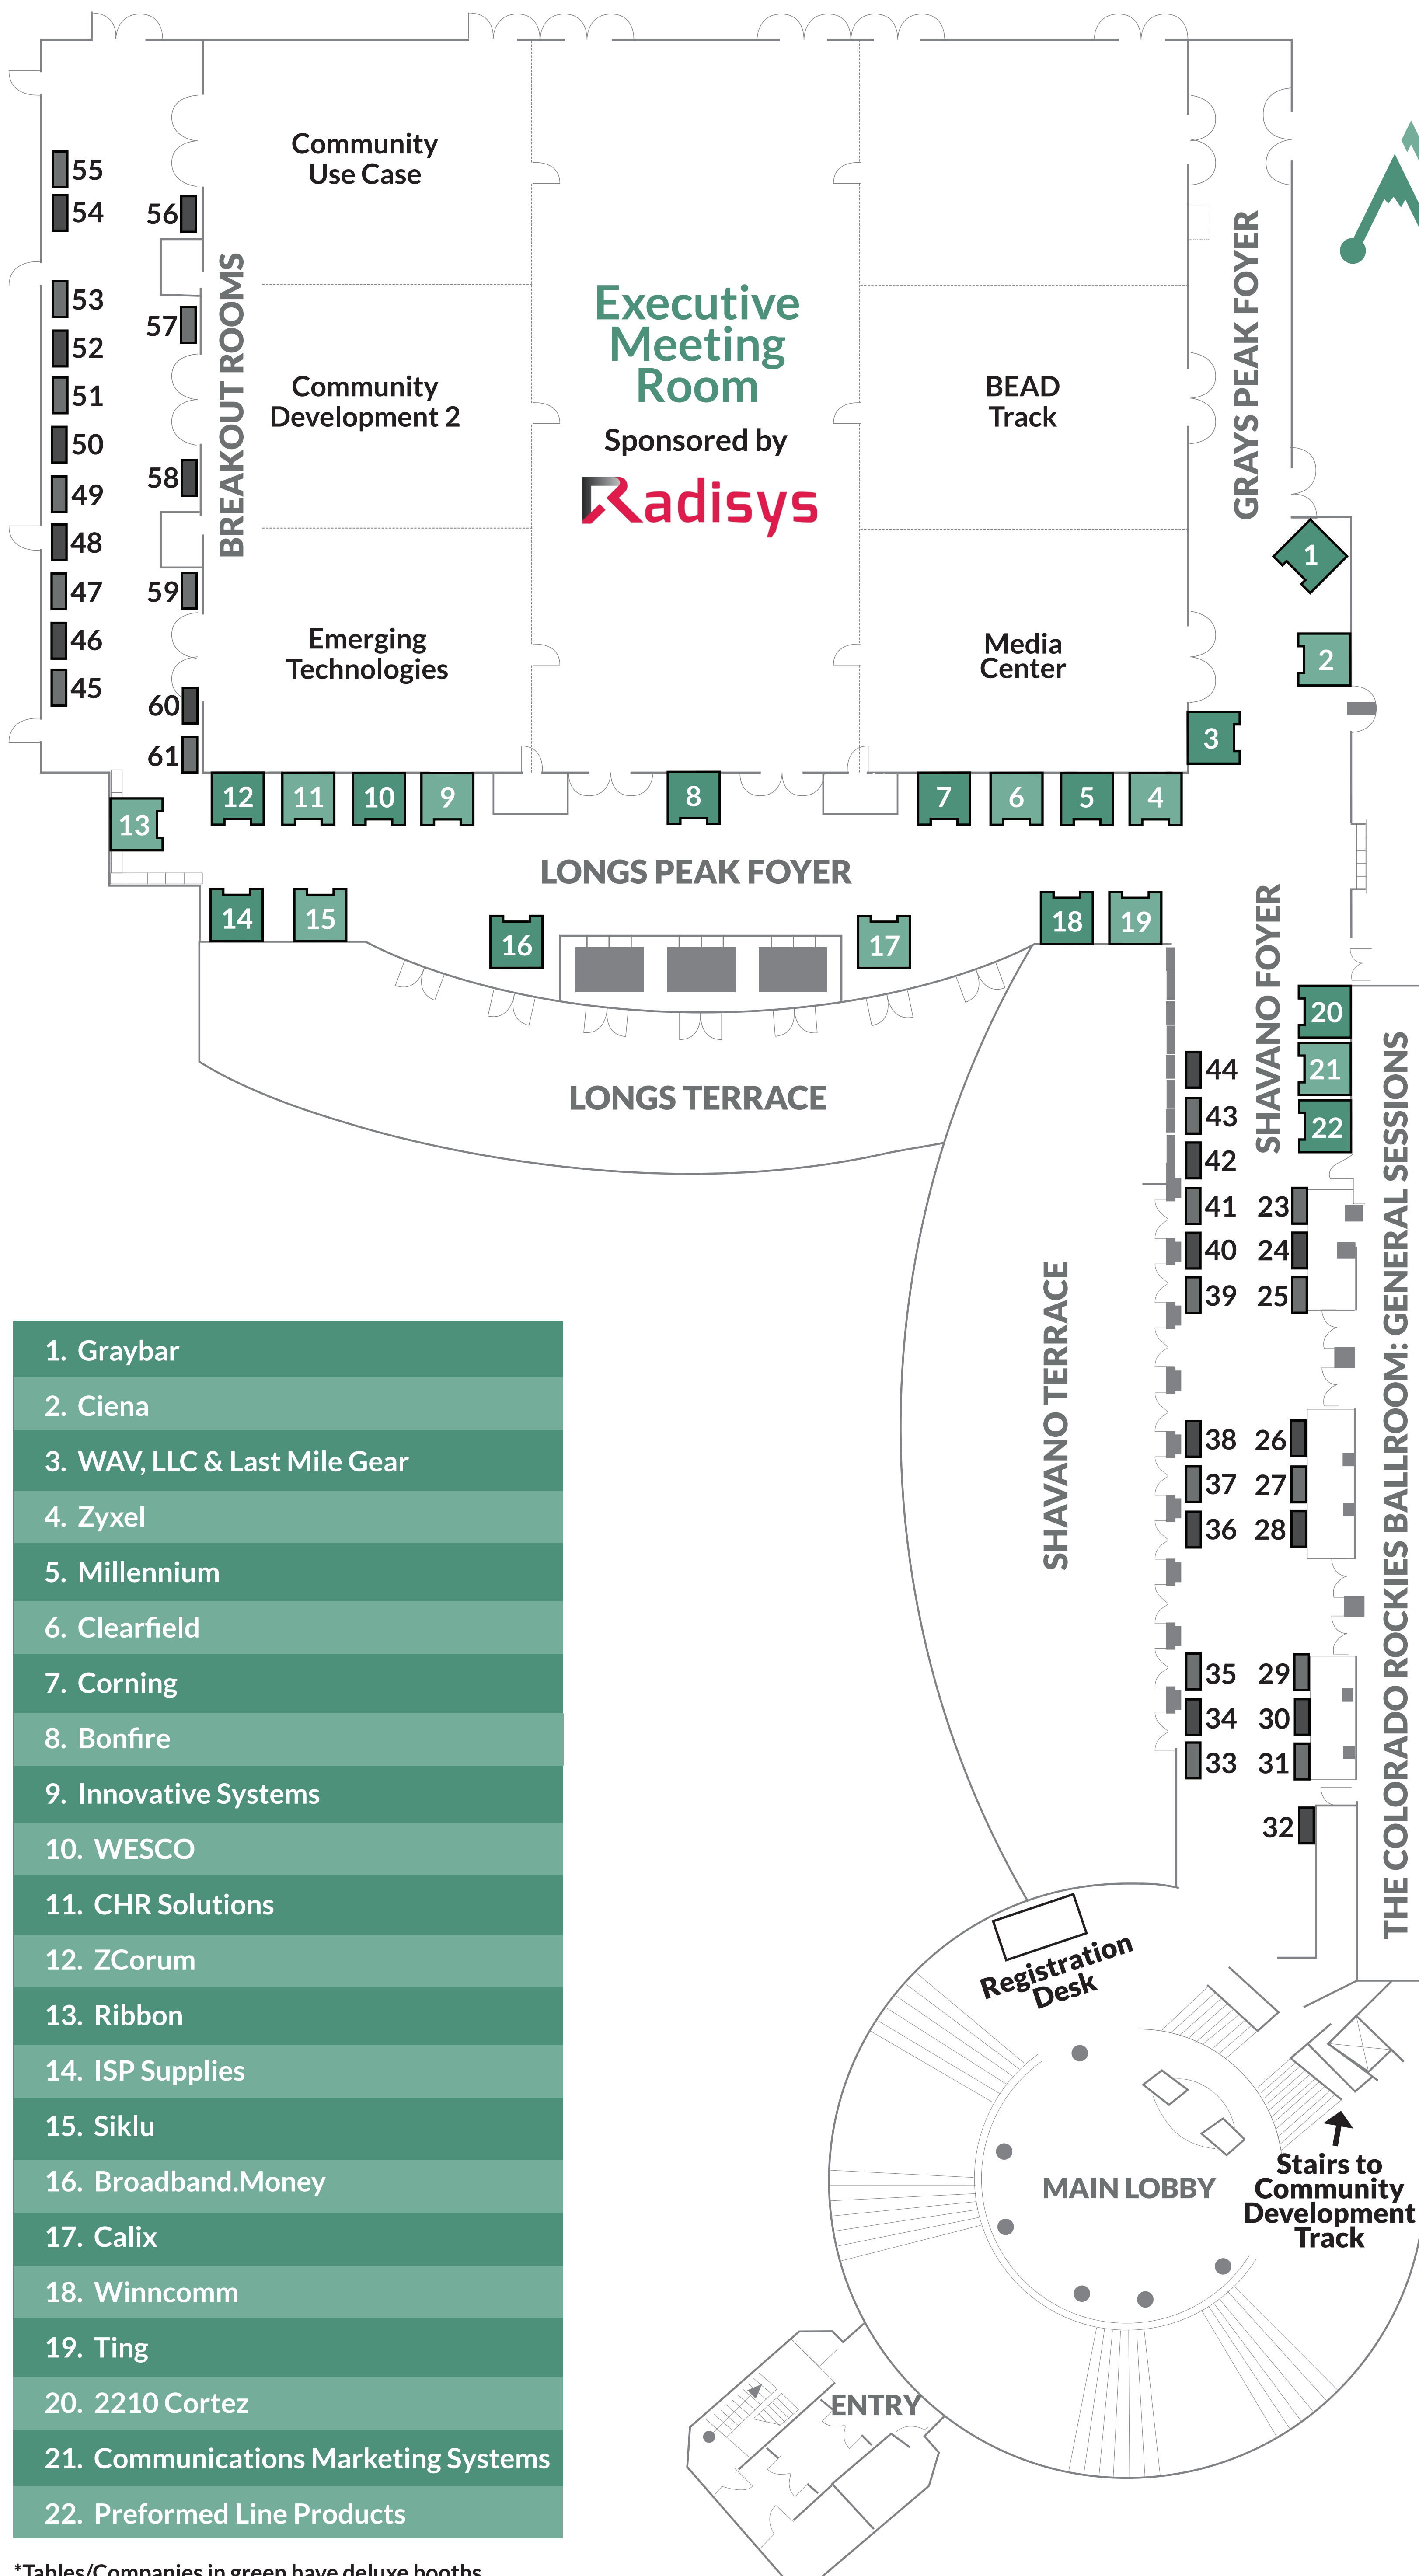 Community
Use Case
55
54
56
53
57
52
51
50
49
48
47
46
45
58
59
60
61
BREAKOUT ROOMS
Executive
Meeting
Room
Sponsored by
Radisys
Community
Development 2
BEAD
Track
Emerging
Technologies
Media
Center
GRAYS PEAK FOYER
1
2
3
12
11
10
9
8
7
6
5
4
13
LONGS PEAK FOYER
14
15
16
17
18
19
LONGS TERRACE
SHAVANO FOYER
20
21
22
44
43
42
41 23
40 24
39 25
38 26
37 27
36 28
35 29
34 30
33 31
32
SHAVANO TERRACE
THE COLORADO ROCKIES BALLROOM: GENERAL SESSIONS
1. Graybar
2. Ciena
3. WAV, LLC & Last Mile Gear
4. Zyxel
5. Millennium
6. Clearfield
7. Corning
8. Bonfire
9. Innovative Systems
10. WESCO
11. CHR Solutions
12. ZCorum
13. Ribbon
14. ISP Supplies
15. Siklu
16. Broadband.Money
17. Calix
18. Winncomm
19. Ting
20. 2210 Cortez
21. Communications Marketing Systems
22. Preformed Line Products
*Tables/Companies in green have deluxe booths
Registration
Desk
MAIN LOBBY
Stairs to
Community
Development
Track
ENTRY